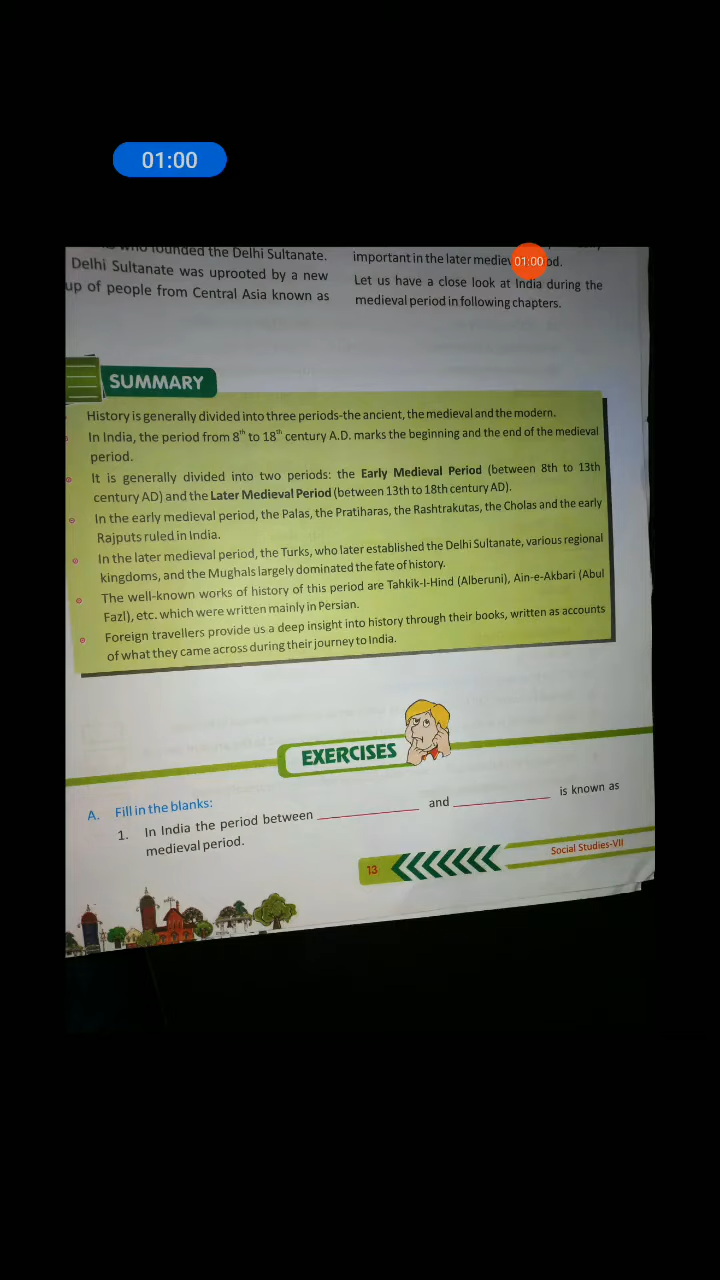 01:00
who founded the Delhi Sultanate.
Delhi Sultanate was uprooted by a new
up of people from Central Asia known as
important in the later
01:00
Let us have a close look at India during the
medieval period in following chapters.
SUMMARY
History is generally divided into three periods-the ancient, the medieval and the modern.
In India, the period from 8th to 18th century A.D. marks the beginning and the end of the medieval
period.
It is generally divided into two periods: the Early Medieval Period (between 8th to 13th
century AD) and the Later Medieval Period (between 13th to 18th century AD).
In the early medieval period, the Palas, the Pratiharas, the Rashtrakutas, the Cholas and the early
Rajputs ruled in India.
In the later medieval period, the Turks, who later established the Delhi Sultanate, various regional
kingdoms, and the Mughals largely dominated the fate of history.
The well-known works of history of this period are Tahkik-I-Hind (Alberuni), Ain-e-Akbari (Abul
Fazl), etc. which were written mainly in Persian.
Foreign travellers provide us a deep insight into history through their books, written as accounts
of what they came across during their journey to India.
EXERCISES
A. Fill in the blanks:
1. In India the period between ____________ and ____________ is known as
medieval period.
13
Social Studies-VII